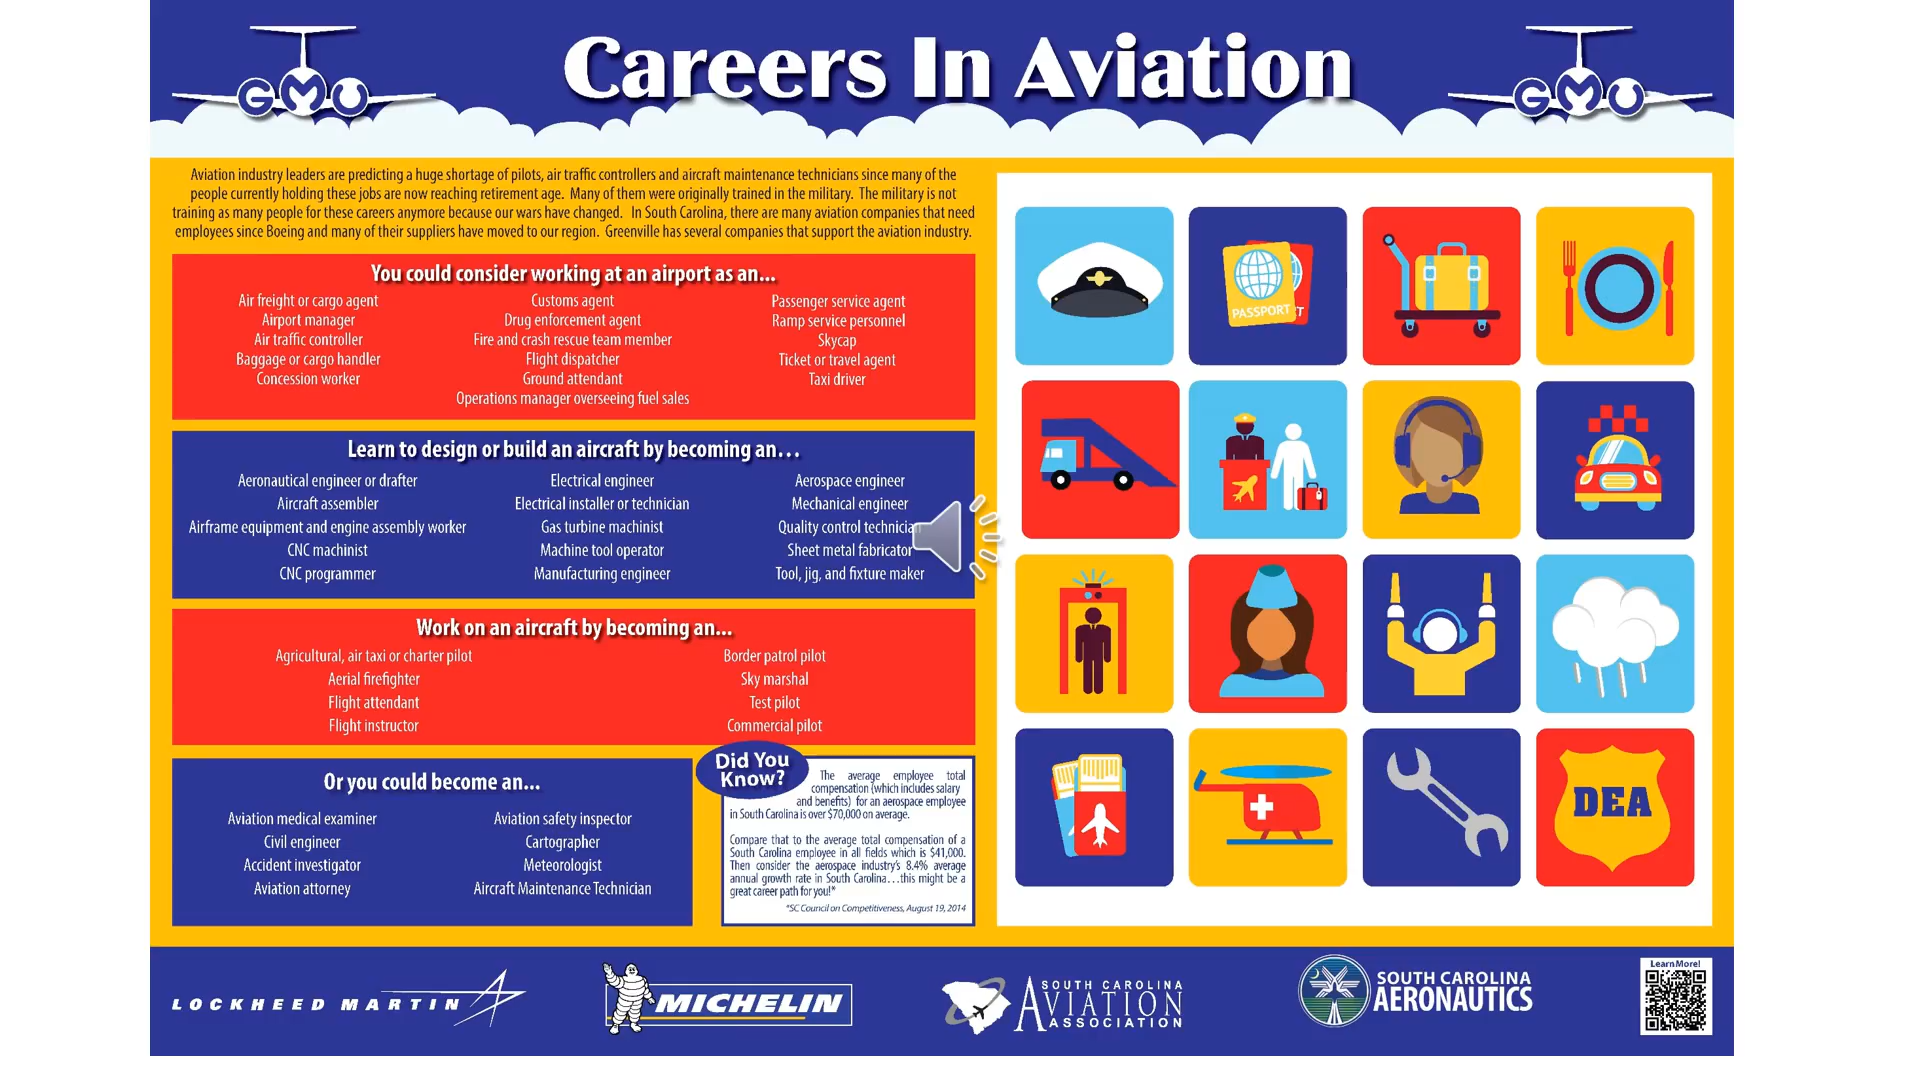 GMU
Careers In Aviation
GMU
Aviation industry leaders are predicting a huge shortage of pilots, air traffic controllers and aircraft maintenance technicians since many of the
people currently holding these jobs are now reaching retirement age. Many of them were originally trained in the military. The military is not
training as many people for these careers anymore because our wars have changed. In South Carolina, there are many aviation companies that need
employees since Boeing and many of their suppliers have moved to our region. Greenville has several companies that support the aviation industry.
You could consider working at an airport as an...
Air freight or cargo agent
Airport manager
Air traffic controller
Baggage or cargo handler
Concession worker
Customs agent
Drug enforcement agent
Fire and crash rescue team member
Flight dispatcher
Ground attendant
Operations manager overseeing fuel sales
Passenger service agent
Ramp service personnel
Skycap
Ticket or travel agent
Taxi driver
Learn to design or build an aircraft by becoming an...
Aeronautical engineer or drafter
Aircraft assembler
Airframe equipment and engine assembly worker
CNC machinist
CNC programmer
Electrical engineer
Electrical installer or technician
Gas turbine machinist
Machine tool operator
Manufacturing engineer
Aerospace engineer
Mechanical engineer
Quality control technician
Sheet metal fabricator
Tool, jig, and fixture maker
Work on an aircraft by becoming an...
Agricultural, air taxi or charter pilot
Aerial firefighter
Flight attendant
Flight instructor
Border patrol pilot
Sky marshal
Test pilot
Commercial pilot
Or you could become an...
Aviation medical examiner
Civil engineer
Accident investigator
Aviation attorney
Aviation safety inspector
Cartographer
Meteorologist
Aircraft Maintenance Technician
Did You
Know?
The average employee total
compensation (which includes salary
and benefits) for an aerospace employee
in South Carolina is over $70,000 on average.
Compare that to the average total compensation of a
South Carolina employee in all fields which is $41,000.
Then consider the aerospace industry's 8.4% average
annual growth rate in South Carolina...this might be a
great career path for you!*
*SC Council on Competitiveness, August 19, 2014
PASSPORT
DEA
LOCKHEED MARTIN
MICHELIN
SOUTH CAROLINA
AVIATION
ASSOCIATION
SOUTH CAROLINA
AERONAUTICS
Learn More!